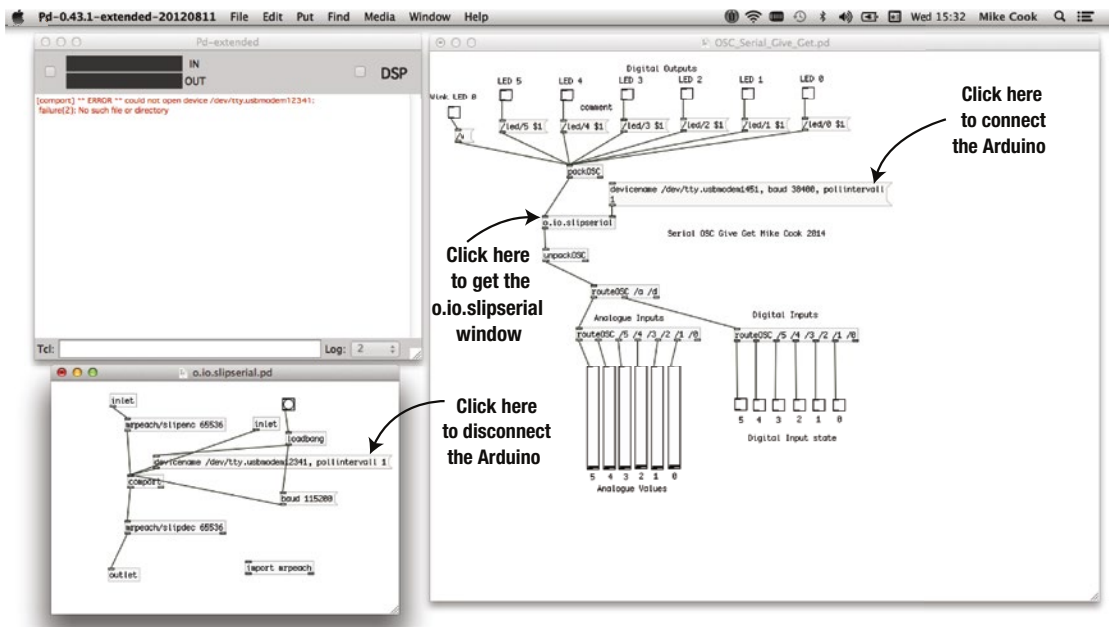 Pd-0.43.1-extended-20120811 File Edit Put Find Media Window Help Wed 15:32 Mike Cook
Pd-extended
IN
OUT
DSP
[comport] ** ERROR ** could not open device /dev/tty.usbmodem12341:
failure(2): No such file or directory
Tcl:
Log: 2
OSC_Serial_Give_Get.pd
Digital Outputs
LED 5 LED 4 LED 3 LED 2 LED 1 LED 0
Wink LED 0
comment
/led/5 $1 /led/4 $1 /led/3 $1 /led/2 $1 /led/1 $1 /led/0 $1
packOSC
devicename /dev/tty.usbmodem1451, baud 38400, pollintervall
1
o.io.slipserial
Serial OSC Give Get Mike Cook 2014
unpackOSC
routeOSC /a /d
Analogue Inputs
Digital Inputs
routeOSC /5 /4 /3 /2 /1 /0
routeOSC /5 /4 /3 /2 /1 /0
5 4 3 2 1 0
Digital Input state
5 4 3 2 1 0
Analogue Values
Click here
to connect
the Arduino
Click here
to get the
o.io.slipserial
window
Click here
to disconnect
the Arduino
o.io.slipserial.pd
inlet
mrpeach/slipenc 65536
inlet
loadbang
devicename /dev/tty.usbmodem12341, pollintervall 1
comport
baud 115200
mrpeach/slipdec 65536
outlet
import mrpeach